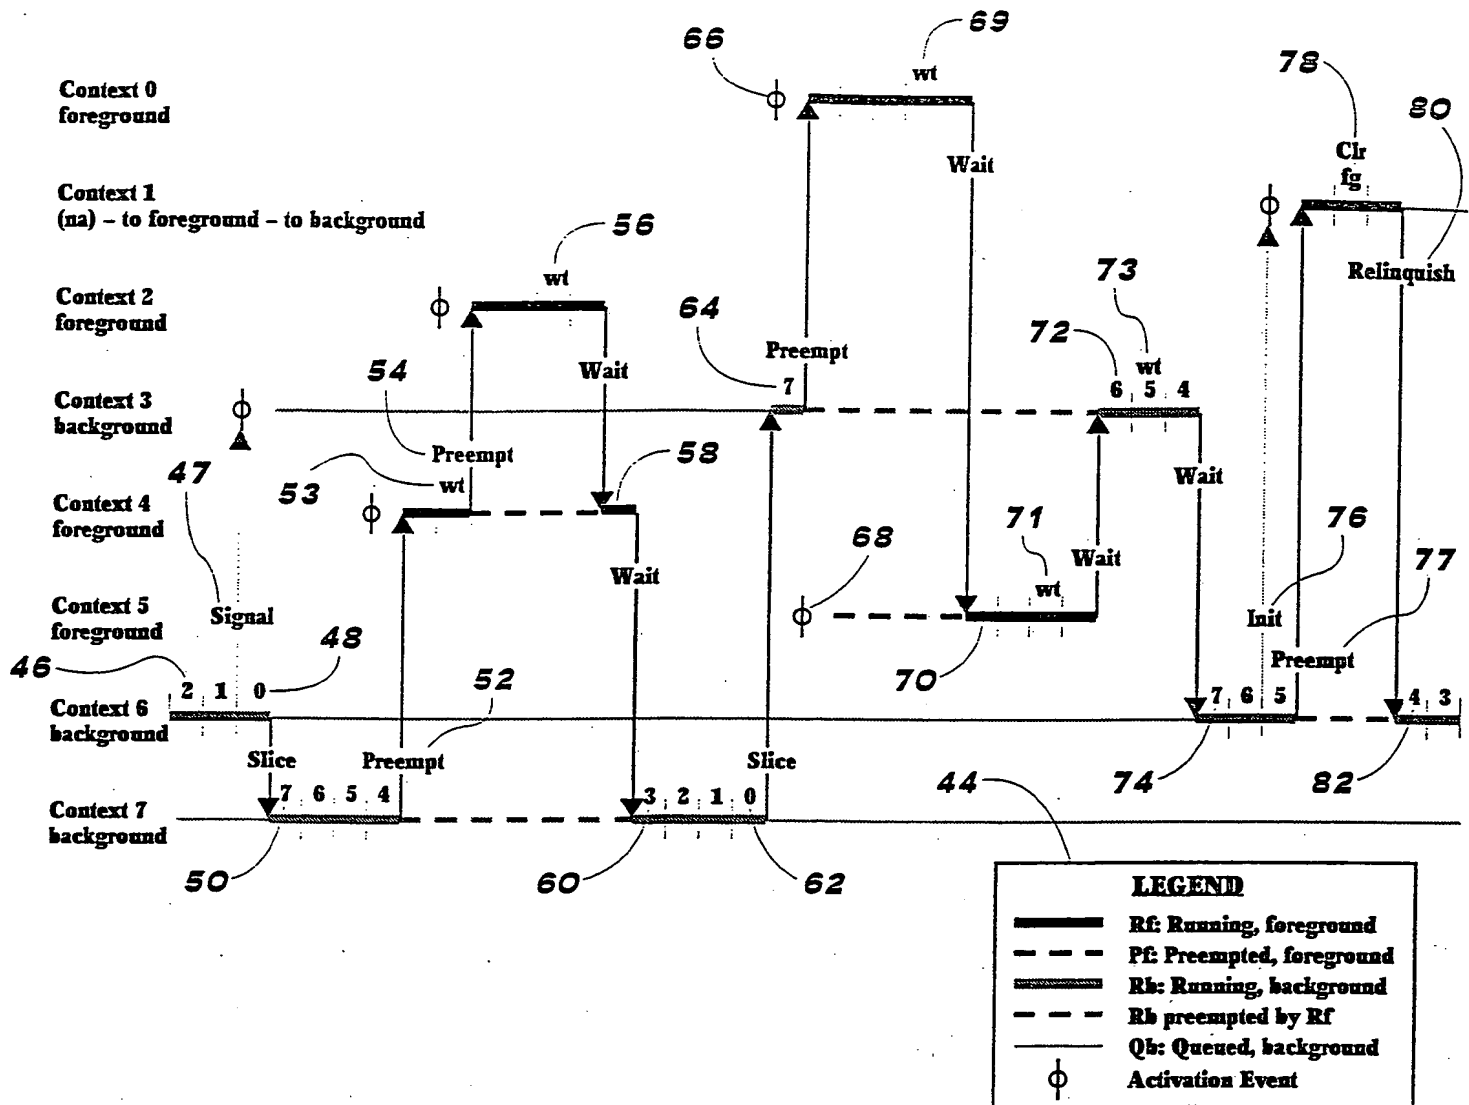 69
66
wt
78
Context 0
foreground
80
Wait
Clr
fg
Context 1
(na) – to foreground – to background
56
73
Relinquish
wt
Context 2
foreground
64
72
Preempt
54
Wait
wt
7
6 5 4
Context 3
background
Preempt
58
47
53
wt
Wait
Context 4
foreground
71
76
68
77
Wait
Wait
Context 5
foreground
Signal
wt
Init
48
46
Preempt
52
70
2 1 0
7 6 5
4 3
Context 6
background
Slice
Preempt
Slice
44
74
82
Context 7
background
7 6 5 4
3 2 1 0
50
60
62
LEGEND
Rf: Running, foreground
Pf: Preempted, foreground
Rb: Running, background
Rb preempted by Rf
Qb: Queued, background
Activation Event